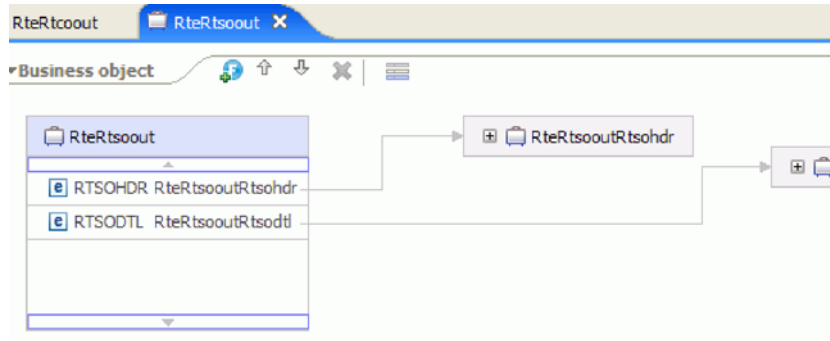 RteRtcoout RteRtsoout
Business object
RteRtsoout
RteRtsooutRtsohdr
RTSOHDR RteRtsooutRtsohdr
RTSODTL RteRtsooutRtsodtl